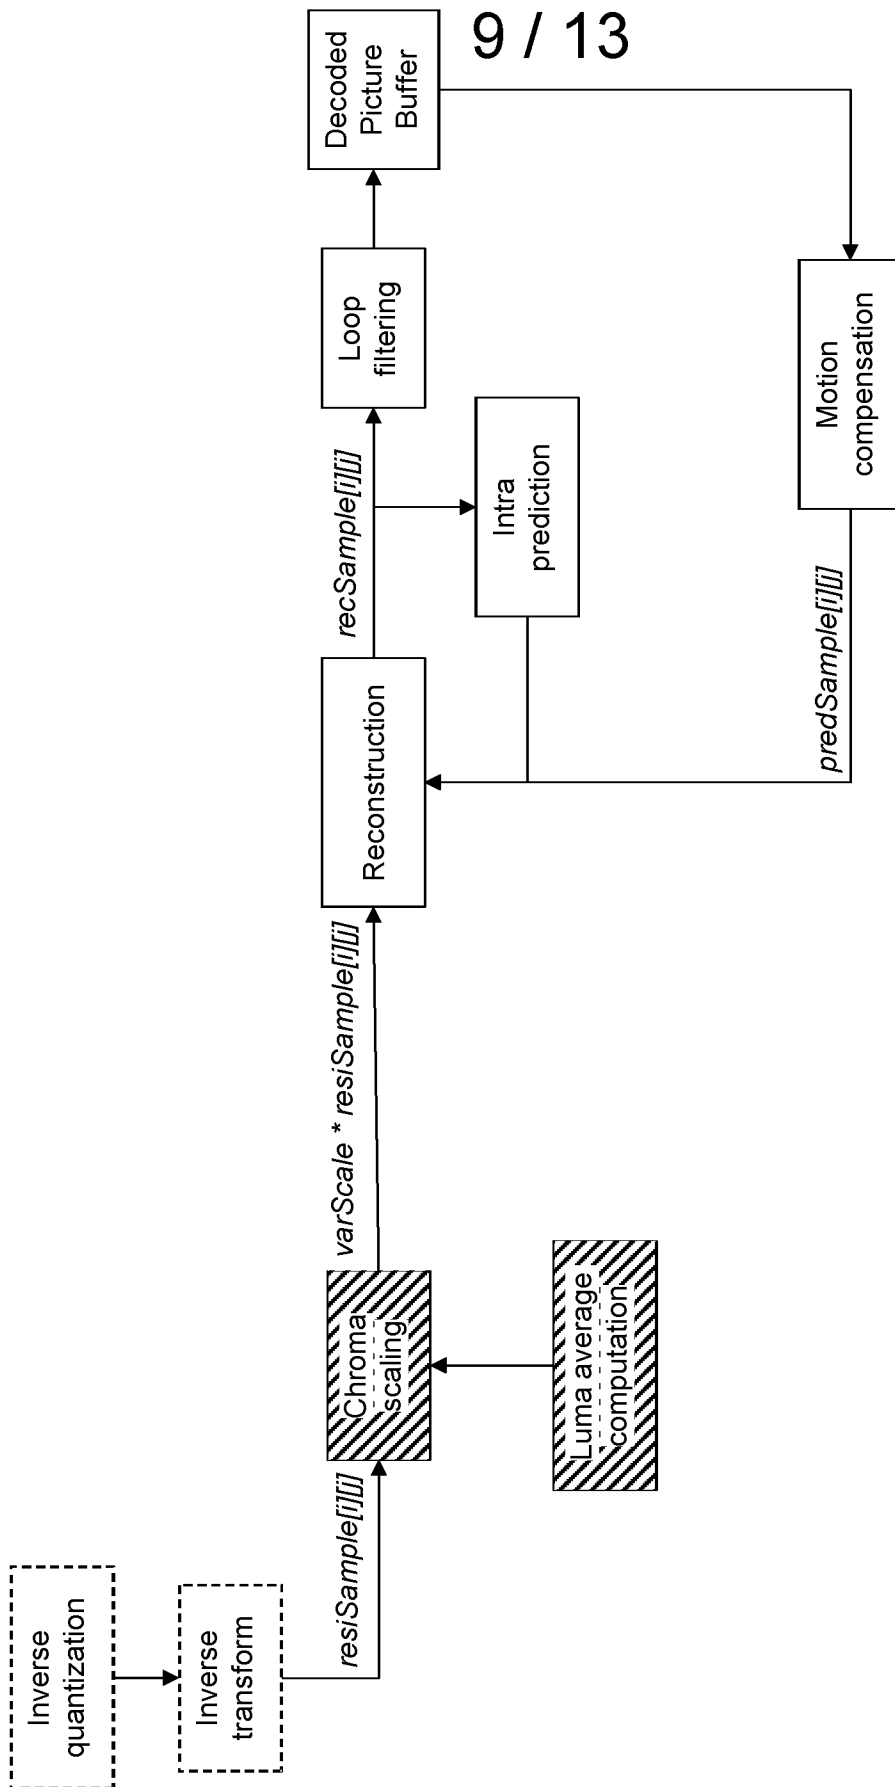 9 / 13
Inverse
quantization
Inverse
transform
resiSample[i][j]
Chroma
scaling
Luma average
computation
varScale * resiSample[i][j]
Reconstruction
recSample[i][j]
Intra
prediction
Loop
filtering
Decoded
Picture
Buffer
Motion
compensation
predSample[i][j]